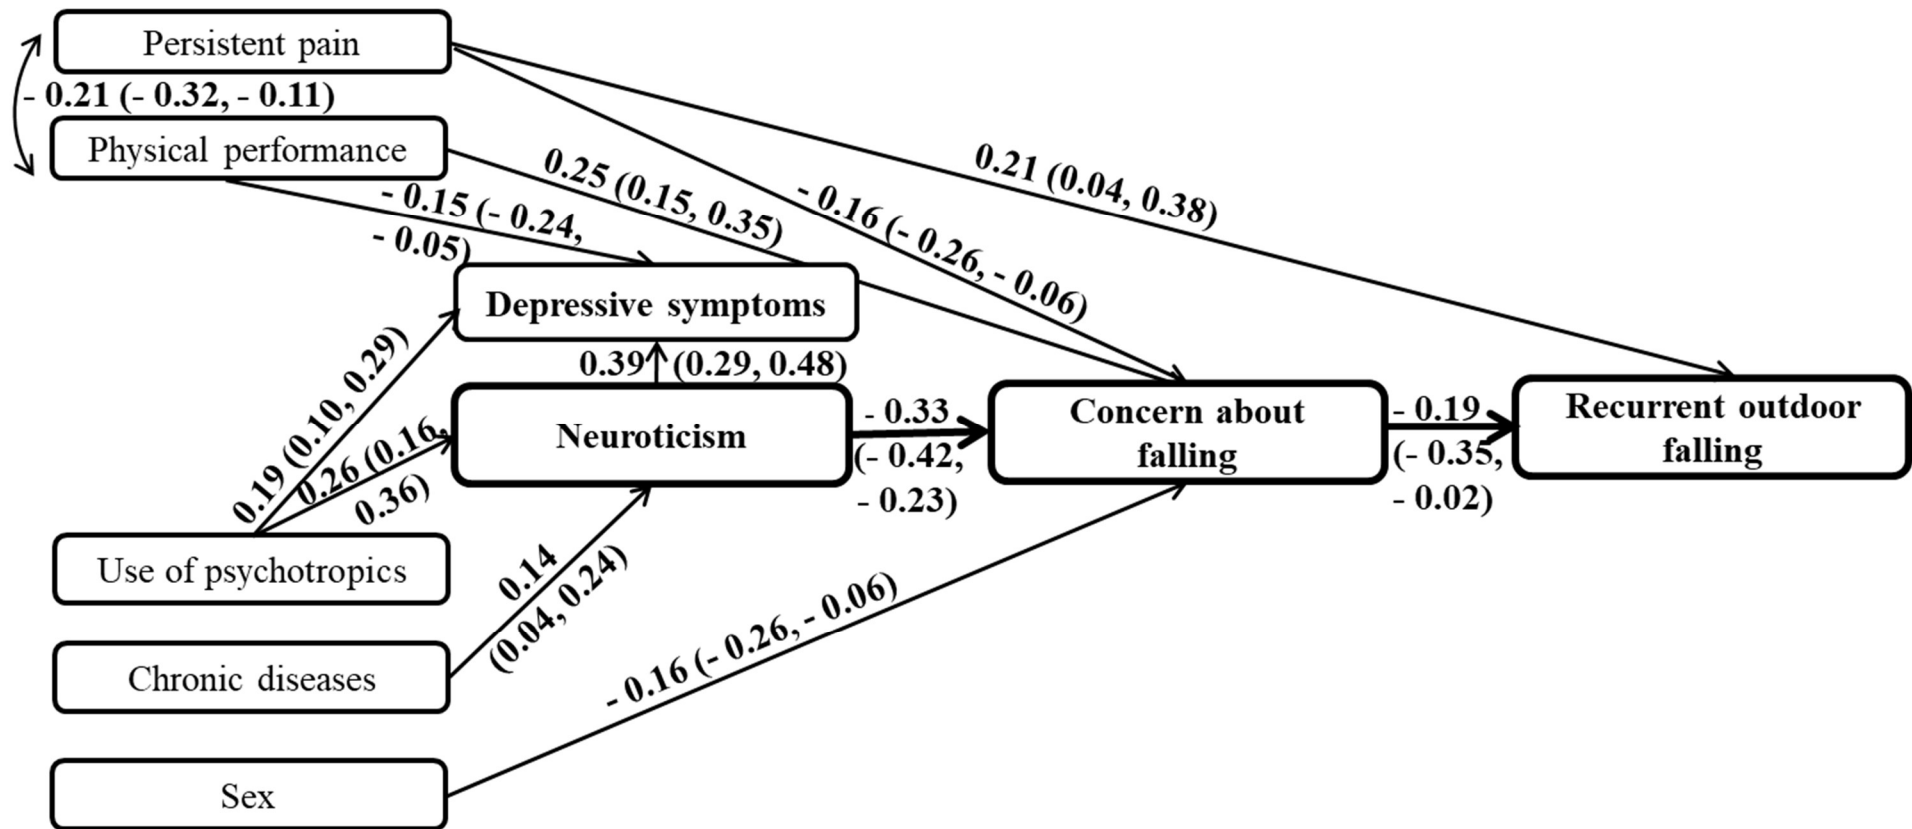 Persistent pain
- 0.21 (- 0.32, - 0.11)
Physical performance
0.25 (0.15, 0.35)
- 0.16 (- 0.26, - 0.06)
0.21 (0.04, 0.38)
- 0.15 (- 0.24,
- 0.05)
Depressive symptoms
0.39 (0.29, 0.48)
0.19 (0.10, 0.29)
0.26 (0.16,
0.36)
Neuroticism
- 0.33
(- 0.42,
- 0.23)
Concern about
falling
- 0.19
(- 0.35,
- 0.02)
Recurrent outdoor
falling
Use of psychotropics
0.14
(0.04, 0.24)
Chronic diseases
- 0.16 (- 0.26, - 0.06)
Sex